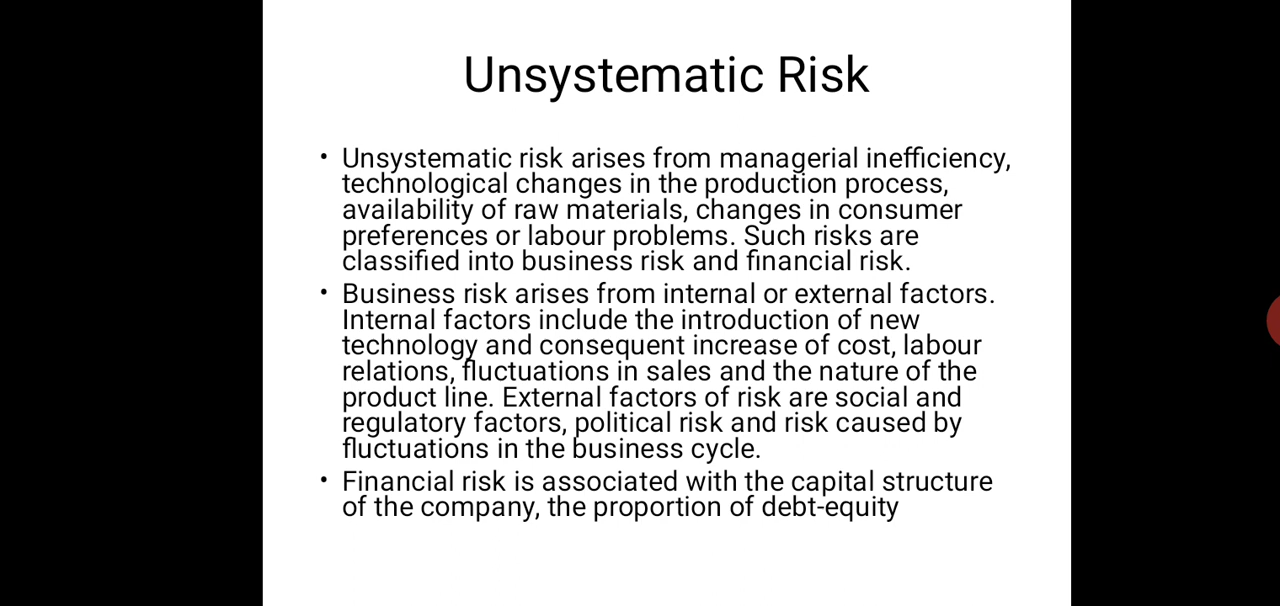 Unsystematic Risk
• Unsystematic risk arises from managerial inefficiency,
technological changes in the production process,
availability of raw materials, changes in consumer
preferences or labour problems. Such risks are
classified into business risk and financial risk.
• Business risk arises from internal or external factors.
Internal factors include the introduction of new
technology and consequent increase of cost, labour
relations, fluctuations in sales and the nature of the
product line. External factors of risk are social and
regulatory factors, political risk and risk caused by
fluctuations in the business cycle.
• Financial risk is associated with the capital structure
of the company, the proportion of debt-equity